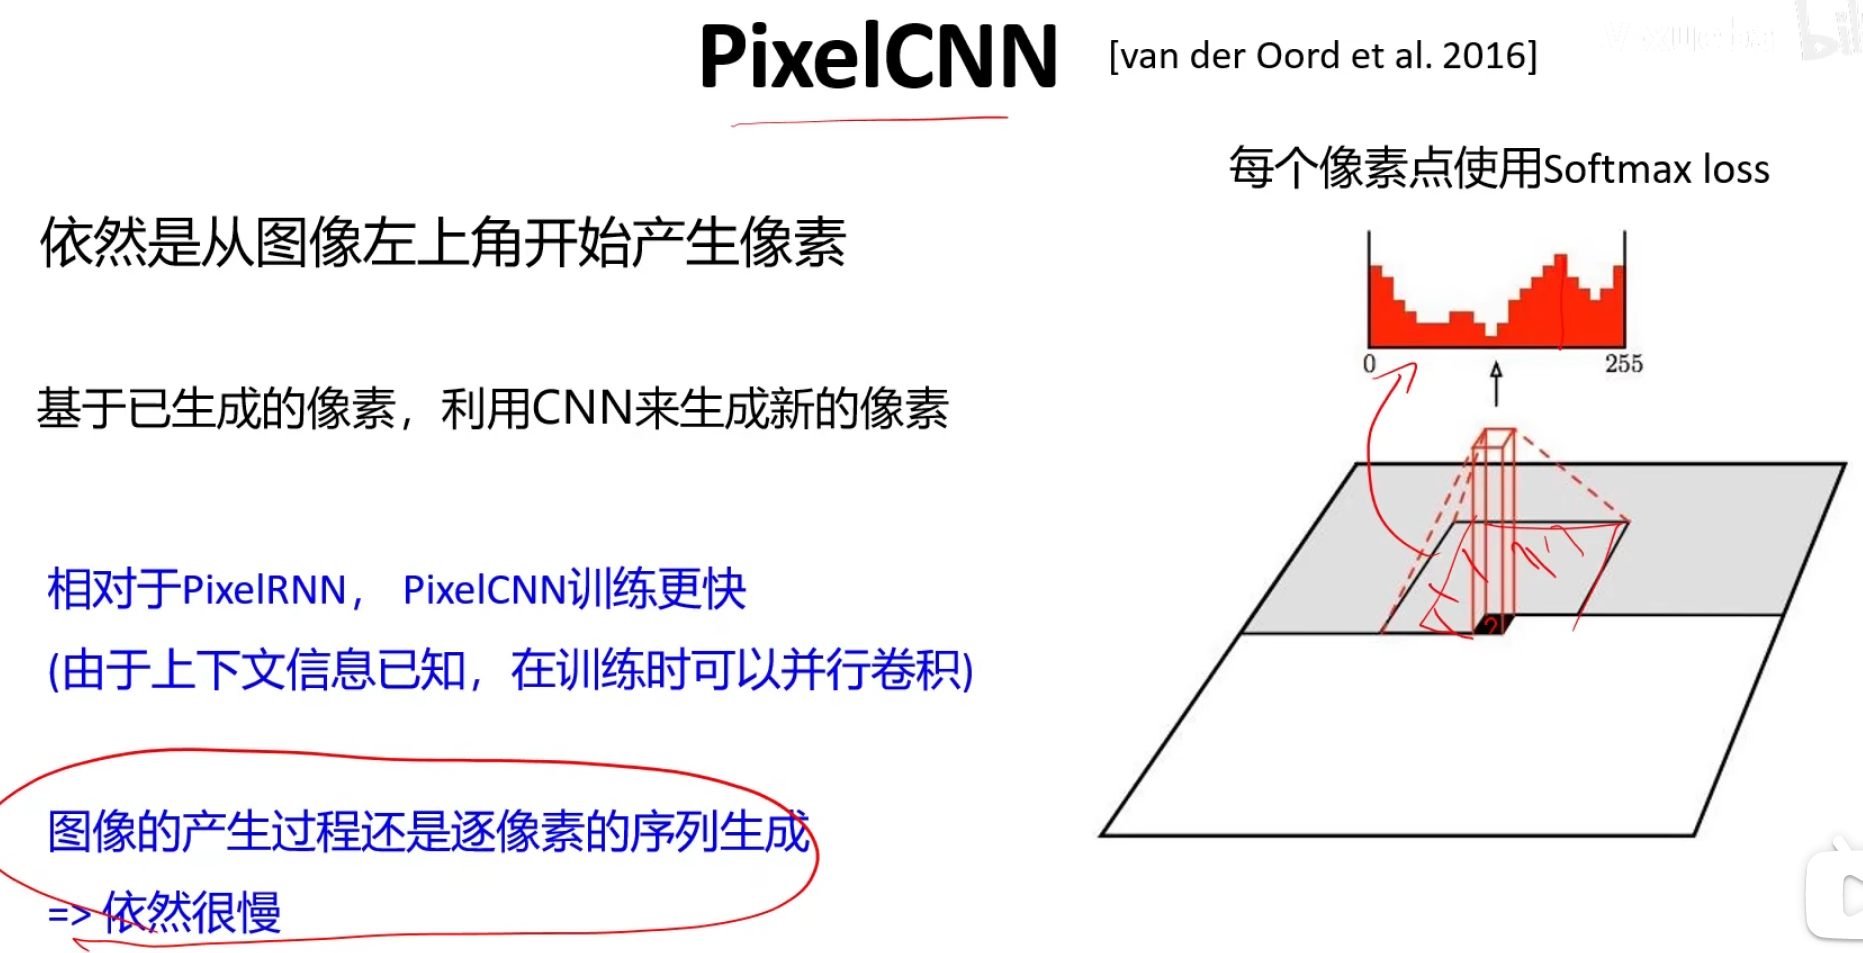 PixelCNN [van der Oord et al. 2016]
每个像素点使用Softmax loss
依然是从图像左上角开始产生像素
0 255
基于已生成的像素，利用CNN来生成新的像素
相对于PixelRNN， PixelCNN训练更快
?
(由于上下文信息已知，在训练时可以并行卷积)
图像的产生过程还是逐像素的序列生成
=> 依然很慢